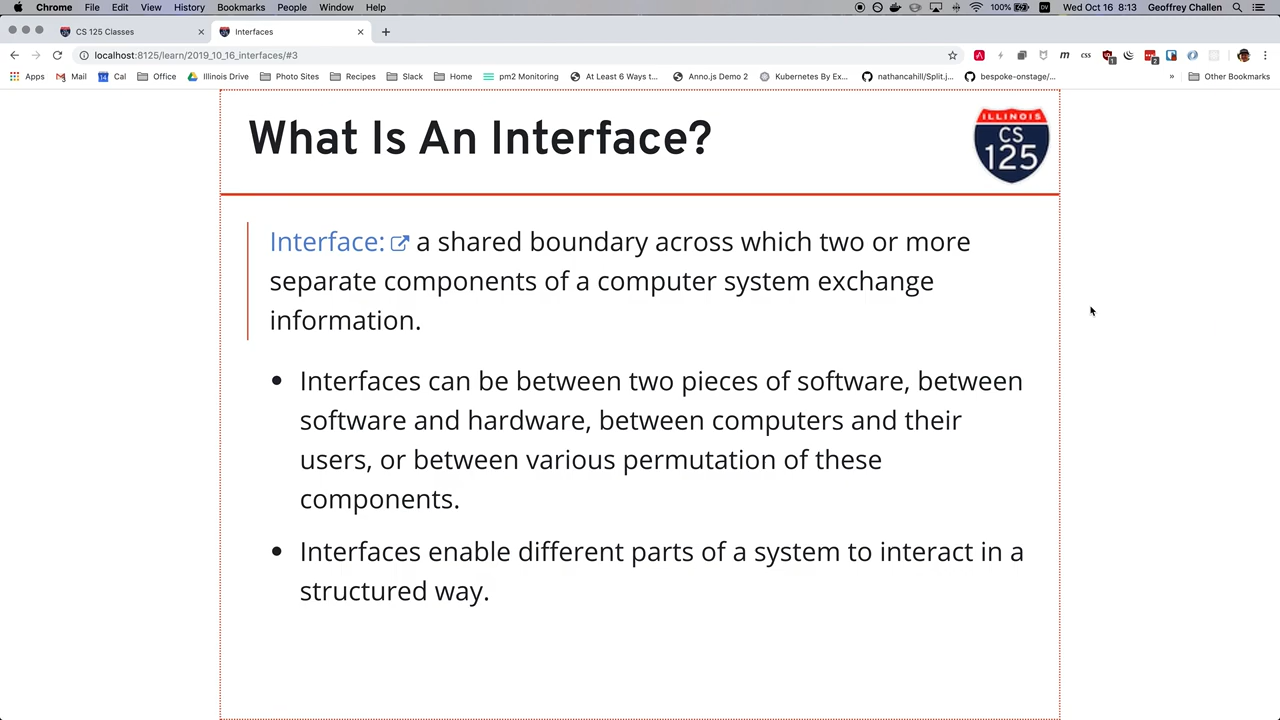 Chrome File Edit View History Bookmarks People Window Help 100% DV Wed Oct 16 8:13 Geoffrey Challen
CS 125 Classes Interfaces
localhost:8125/learn/2019_10_16_interfaces/#3
Apps Mail Cal Office Illinois Drive Photo Sites Recipes Slack Home pm2 Monitoring At Least 6 Ways t... Anno.js Demo 2 Kubernetes By Ex... nathancahill/Split.j... bespoke-onstage/... » Other Bookmarks
What Is An Interface?
ILLINOIS
CS
125
Interface: a shared boundary across which two or more
separate components of a computer system exchange
information.
Interfaces can be between two pieces of software, between
software and hardware, between computers and their
users, or between various permutation of these
components.
Interfaces enable different parts of a system to interact in a
structured way.